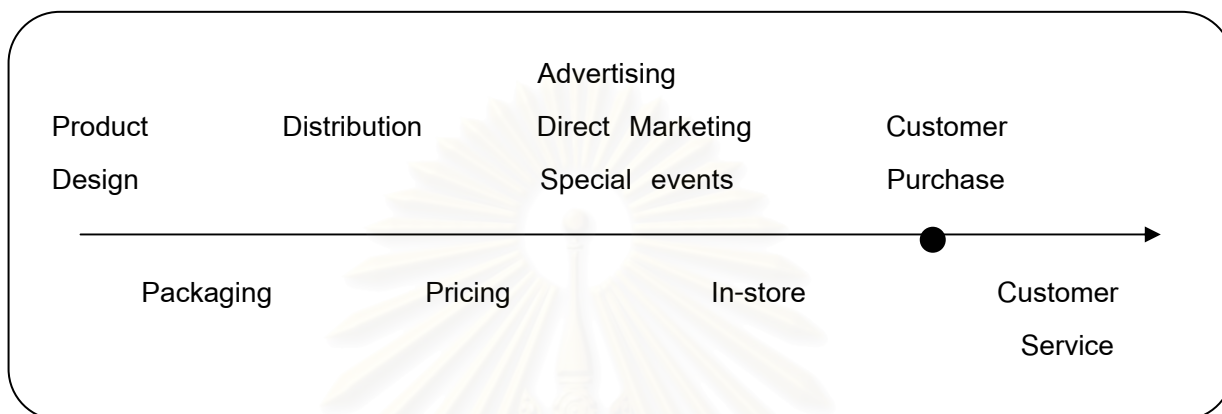 Advertising
Product Distribution Direct Marketing Customer
Design Special events Purchase
Packaging Pricing In-store Customer
Service